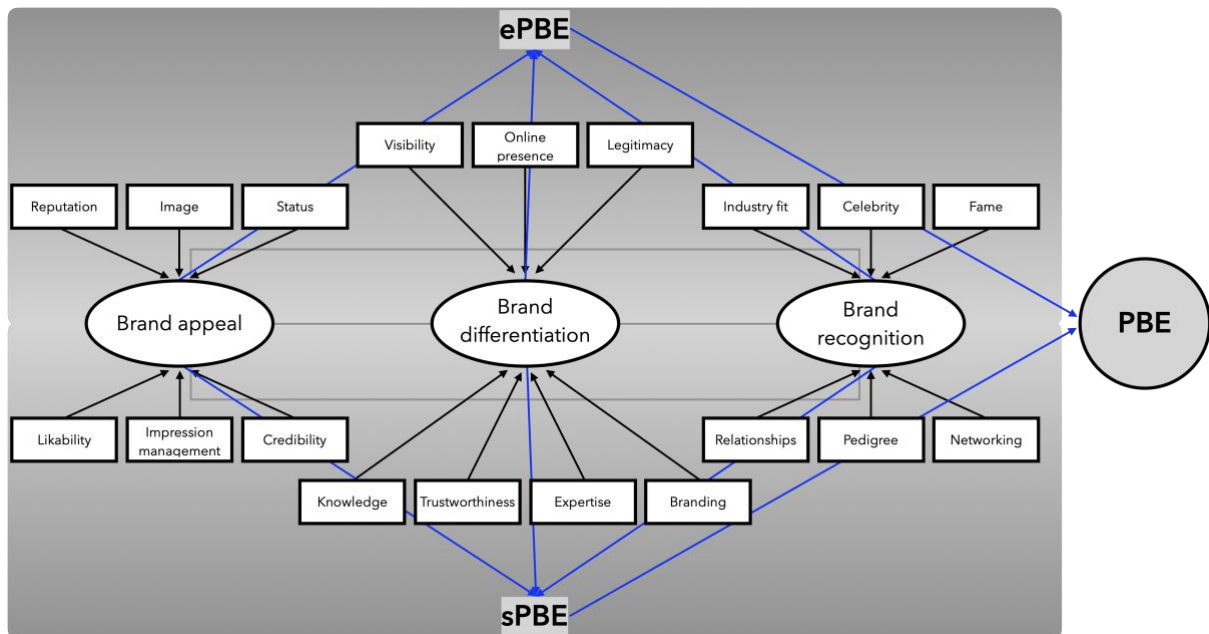 ePBE
Visibility
Online
presence
Legitimacy
Reputation
Image
Status
Industry fit
Celebrity
Fame
Brand appeal
Brand
differentiation
Brand
recognition
PBE
Likability
Impression
management
Credibility
Relationships
Pedigree
Networking
Knowledge
Trustworthiness
Expertise
Branding
sPBE